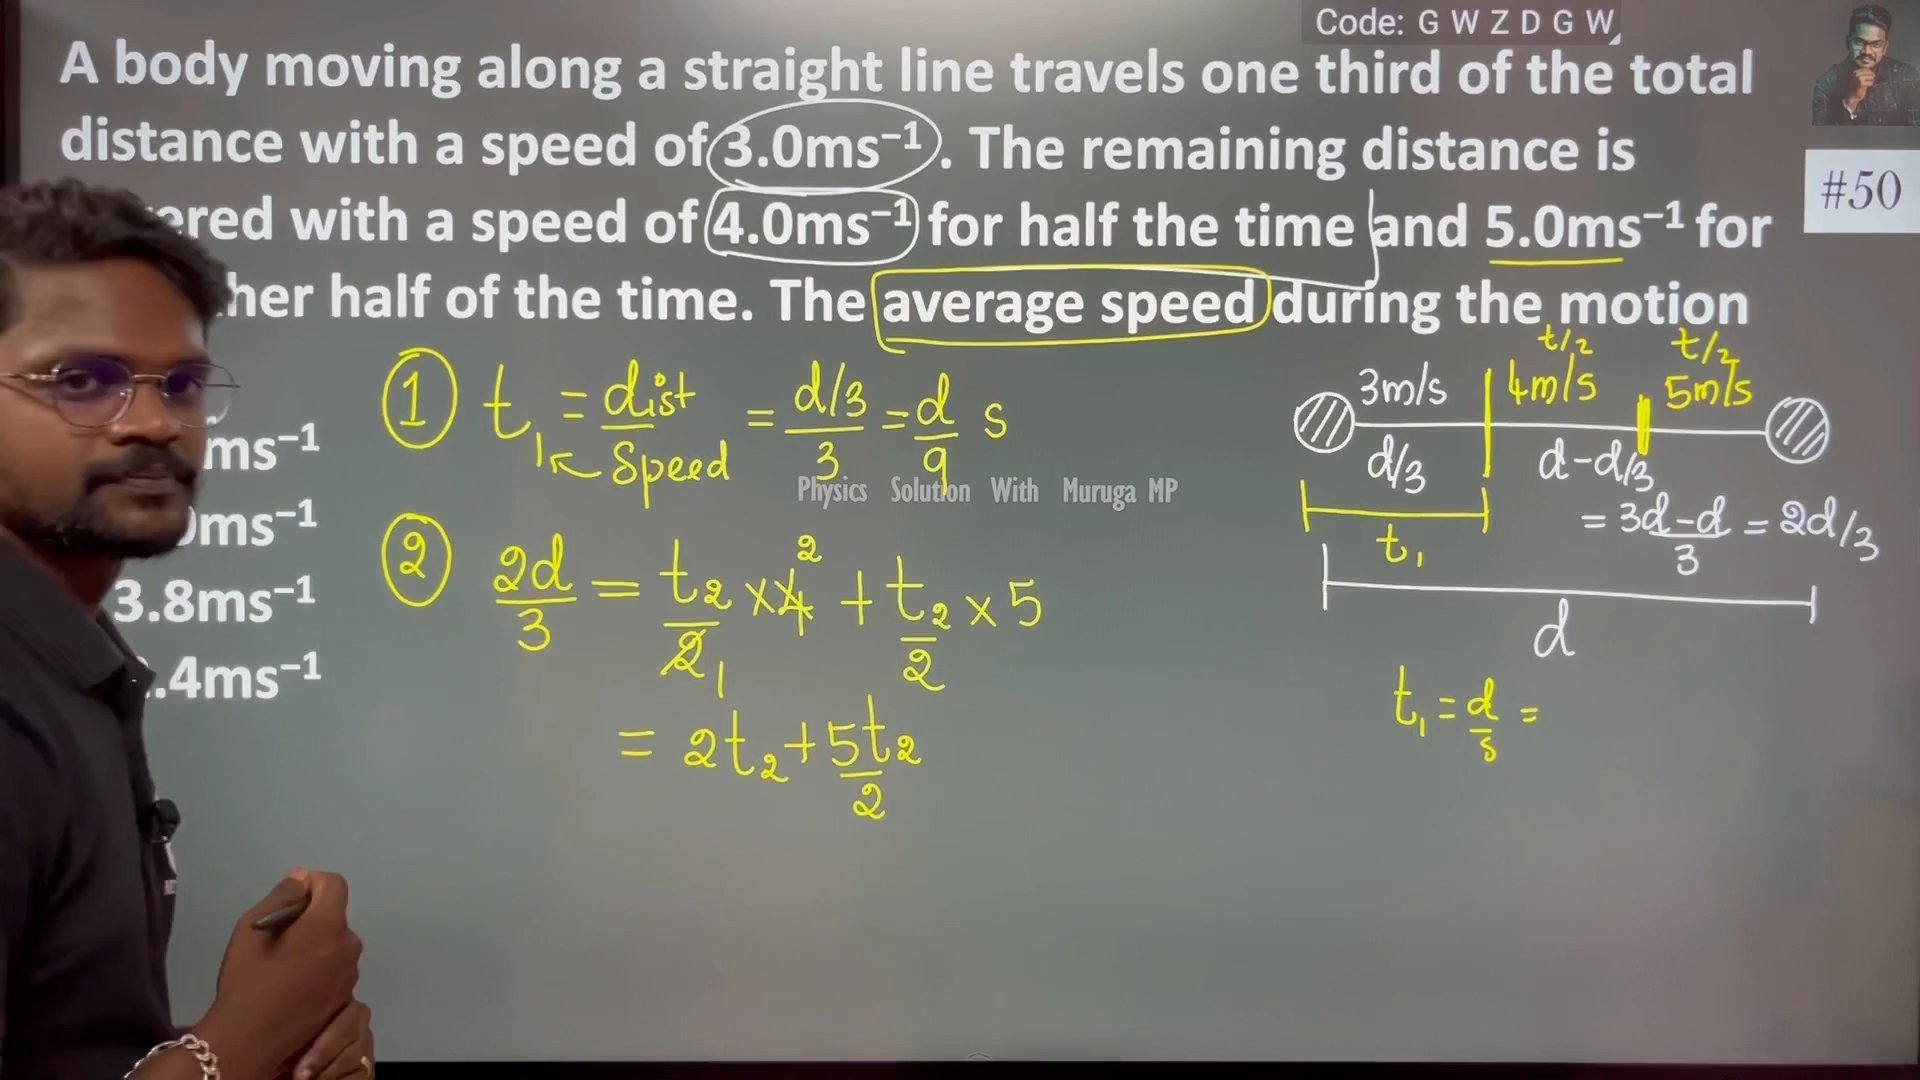 Code: G W Z D G W
A body moving along a straight line travels one third of the total
distance with a speed of 3.0ms⁻¹. The remaining distance is
ered with a speed of 4.0ms⁻¹ for half the time and 5.0ms⁻¹ for
her half of the time. The average speed during the motion
#50
ms⁻¹
0ms⁻¹
3.8ms⁻¹
.4ms⁻¹
① t₁ = dist/Speed = d/3/3 = d/9 s
Physics Solution With Muruga MP
② 2d/3 = t₂/2 × 4 2 + t₂/2 × 5
1
= 2t₂ + 5t₂/2
t/2 t/2
3m/s 4m/s 5m/s
d/3 d-d/3
= 3d-d/3 = 2d/3
t₁
d
t₁ = d/s =